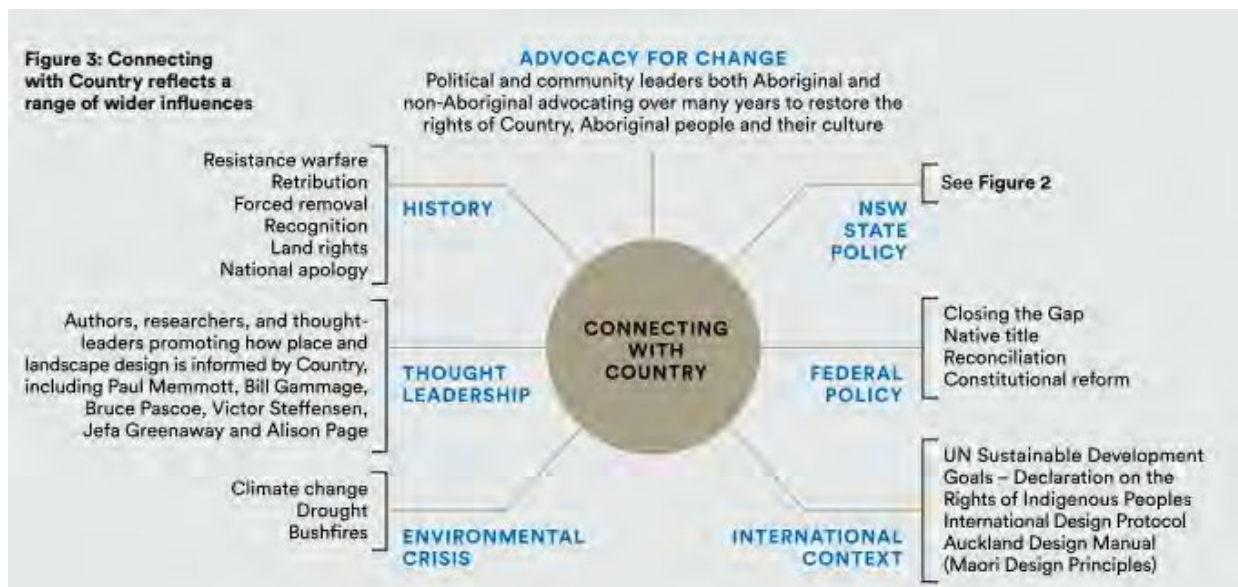 Figure 3: Connecting
with Country reflects a
range of wider influences
ADVOCACY FOR CHANGE
Political and community leaders both Aboriginal and
non-Aboriginal advocating over many years to restore the
rights of Country, Aboriginal people and their culture
Resistance warfare
Retribution
Forced removal
Recognition
Land rights
National apology
HISTORY
See Figure 2
NSW
STATE
POLICY
Authors, researchers, and thought-
leaders promoting how place and
landscape design is informed by Country,
including Paul Memmott, Bill Gammage,
Bruce Pascoe, Victor Steffensen,
Jefa Greenaway and Alison Page
THOUGHT
LEADERSHIP
CONNECTING
WITH
COUNTRY
FEDERAL
POLICY
Closing the Gap
Native title
Reconciliation
Constitutional reform
Climate change
Drought
Bushfires
ENVIRONMENTAL
CRISIS
INTERNATIONAL
CONTEXT
UN Sustainable Development
Goals – Declaration on the
Rights of Indigenous Peoples
International Design Protocol
Auckland Design Manual
(Maori Design Principles)